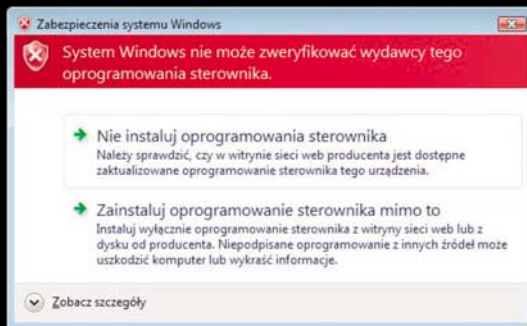 Zabezpieczenia systemu Windows
System Windows nie może zweryfikować wydawcy tego
oprogramowania sterownika.
Nie instaluj oprogramowania sterownika
Należy sprawdzić, czy w witrynie sieci web producenta jest dostępne
zaktualizowane oprogramowanie sterownika tego urządzenia.
Zainstaluj oprogramowanie sterownika mimo to
Instaluj wyłącznie oprogramowanie sterownika z witryny sieci web lub z
dysku od producenta. Niepodpisane oprogramowanie z innych źródeł może
uszkodzić komputer lub wykraść informacje.
Zobacz szczegóły